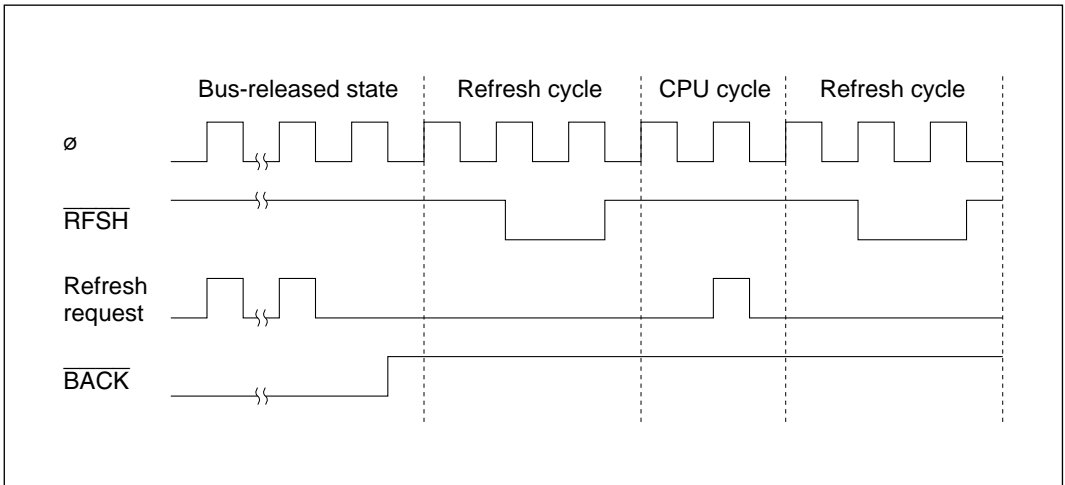 Bus-released state Refresh cycle CPU cycle Refresh cycle
ø
RFSH
Refresh
request
BACK